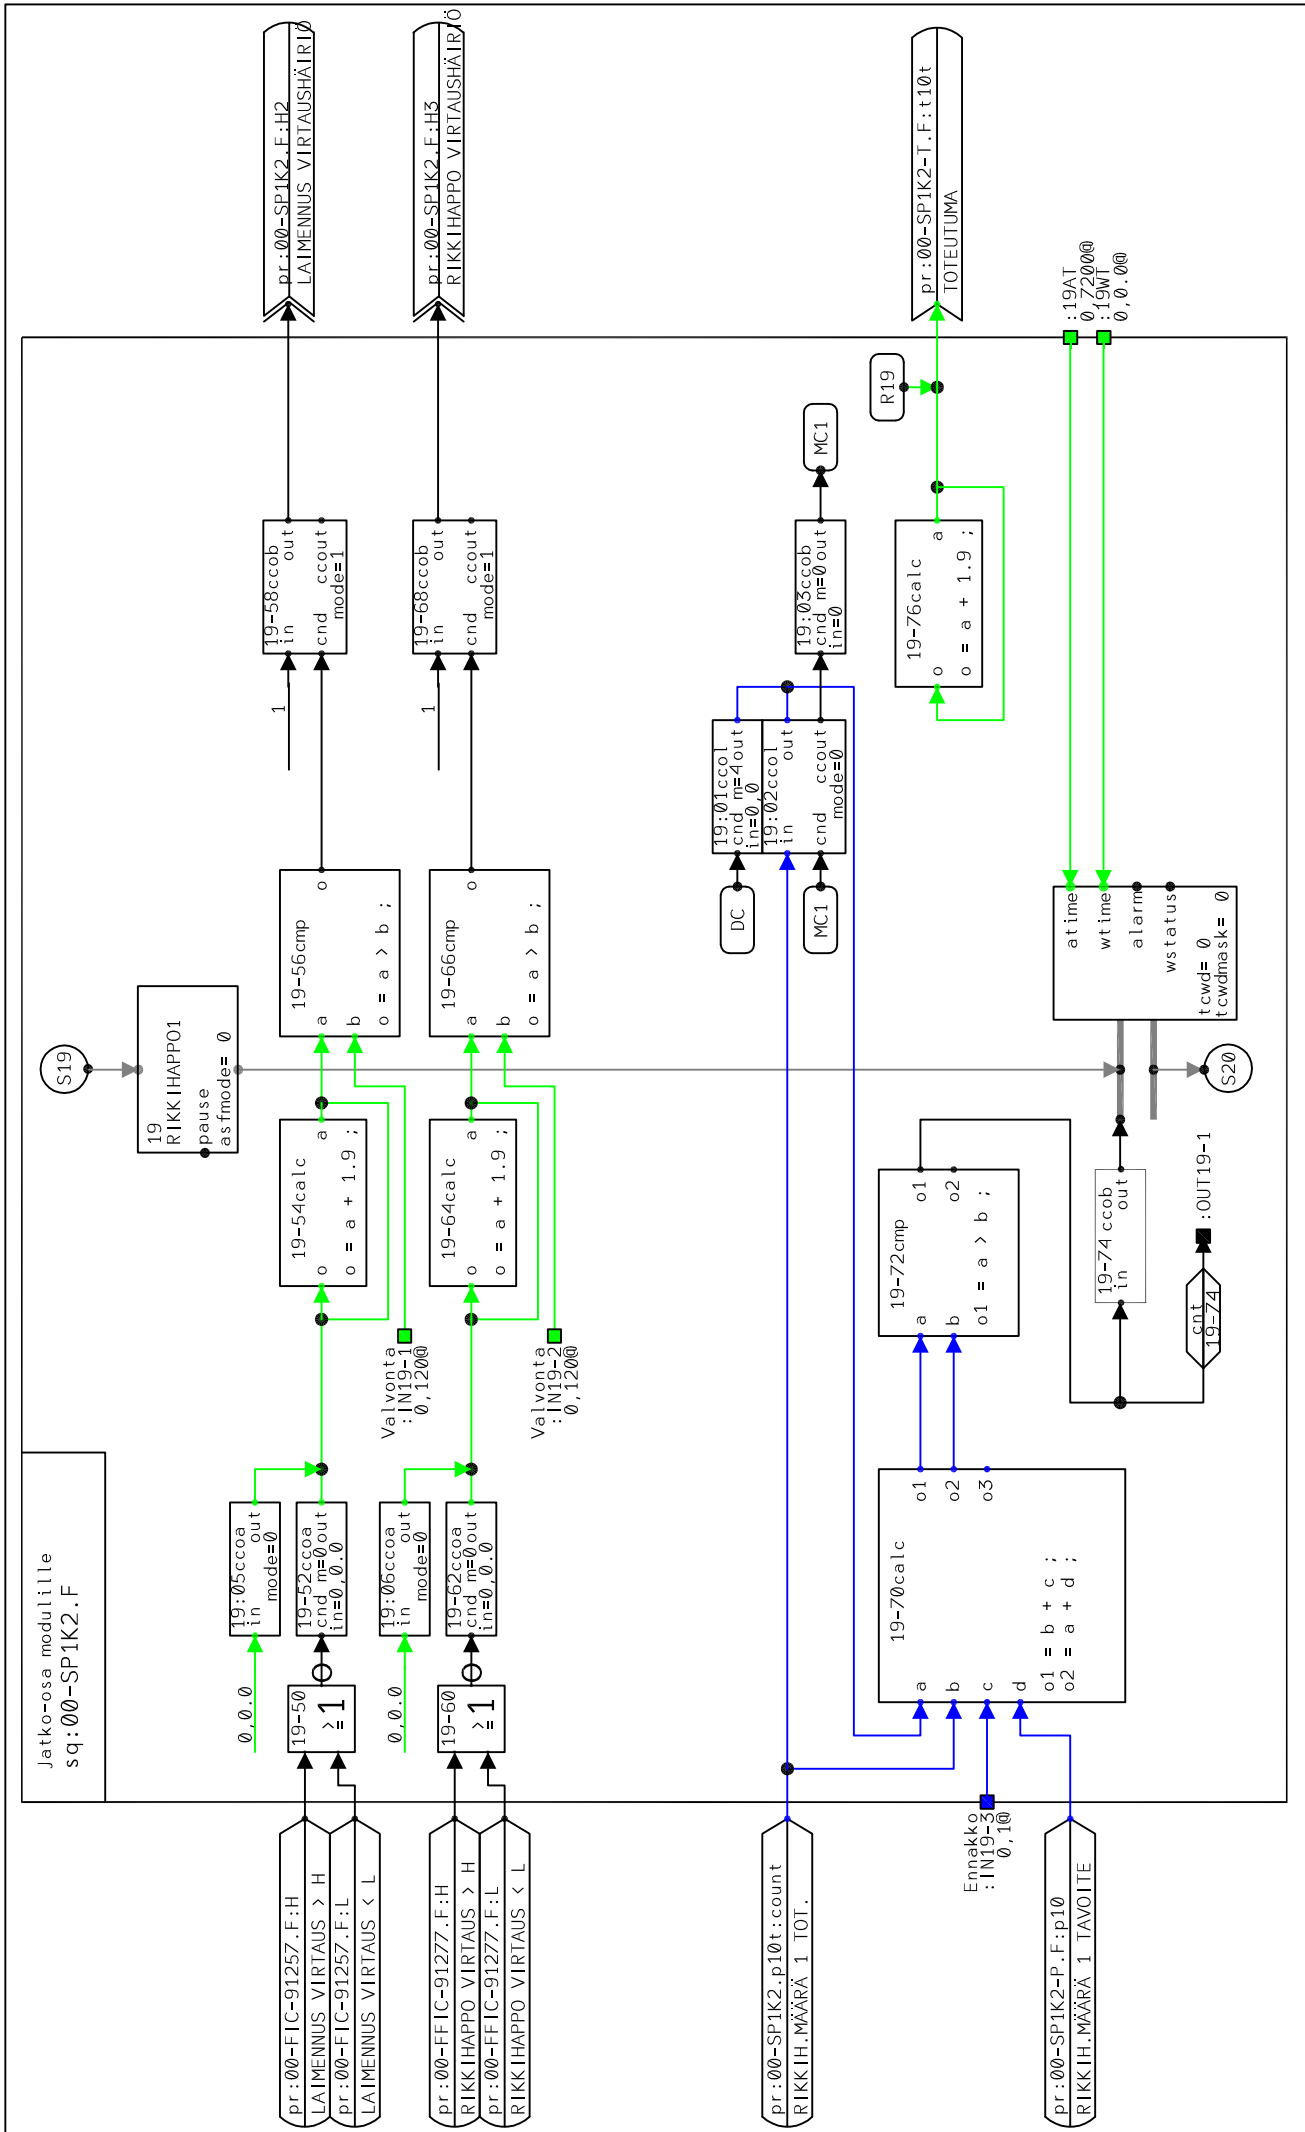 Jatko-osa modulille
sq:00-SP1K2.F
pr:00-FIC-91257.F:H
LAIMENNUS VIRTAUS > H
pr:00-FIC-91257.F:L
LAIMENNUS VIRTAUS < L
pr:00-FFIC-91277.F:H
RIKKIHAPPO VIRTAUS > H
pr:00-FFIC-91277.F:L
RIKKIHAPPO VIRTAUS < L
pr:00-SP1K2.p10t:count
RIKKIH.MÄÄRÄ 1 TOT.
Ennakko
:IN19-3
0,1@
pr:00-SP1K2-P.F:p10
RIKKIH.MÄÄRÄ 1 TAVOITE
0,0.0
19-50
>=1
0,0.0
19-60
>=1
19:05ccoa
in out
mode=0
19-52ccoa
cnd m=0out
in=0,0.0
19:06ccoa
in out
mode=0
19-62ccoa
cnd m=0out
in=0,0.0
Valvonta
:IN19-1
0,120@
Valvonta
:IN19-2
0,120@
19-54calc
o a
o = a + 1.9 ;
19-64calc
o a
o = a + 1.9 ;
S19
19
RIKKIHAPPO1
pause
asfmode= 0
19-56cmp
a o
b
o = a > b ;
19-66cmp
a o
b
o = a > b ;
1
19-58ccob
in out
cnd ccout
mode=1
1
19-68ccob
in out
cnd ccout
mode=1
pr:00-SP1K2.F:H2
LAIMENNUS VIRTAUSHÄIRIÖ
pr:00-SP1K2.F:H3
RIKKIHAPPO VIRTAUSHÄIRIÖ
DC
MC1
19:01ccol
cnd m=4out
in=0,0
19:02ccol
in out
cnd ccout
mode=0
19:03ccob
cnd m=0out
in=0
MC1
19-76calc
o a
o = a + 1.9 ;
R19
pr:00-SP1K2-T.F:t10t
TOTEUTUMA
:19AT
0,7200@
:19WT
0,0.0@
19-70calc
a o1
b o2
c o3
d
o1 = b + c ;
o2 = a + d ;
19-72cmp
a o1
b o2
o1 = a > b ;
19-74 ccob
in out
cnt
19-74
:OUT19-1
atime
wtime
alarm
wstatus
tcwd= 0
tcwdmask= 0
S20